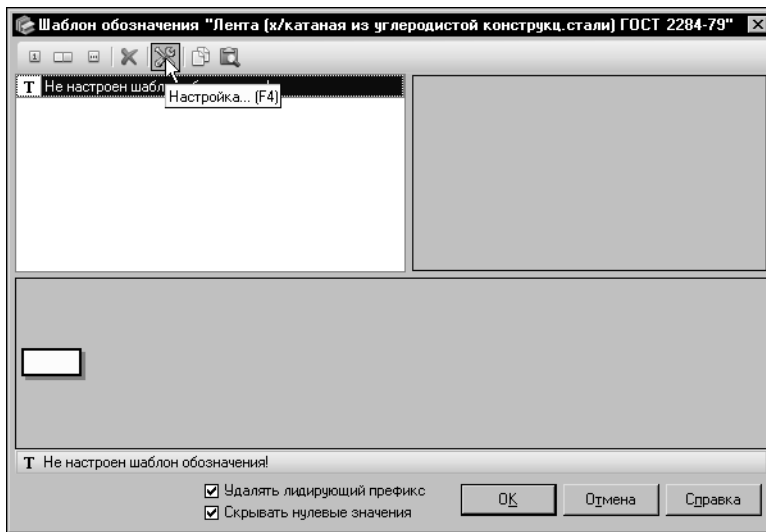 Шаблон обозначения "Лента (х/катаная из углеродистой конструкц.стали) ГОСТ 2284-79"
T Не настроен шабл
Настройка... (F4)
T Не настроен шаблон обозначения!
Удалять лидирующий префикс
Скрывать нулевые значения
OK Отмена Справка